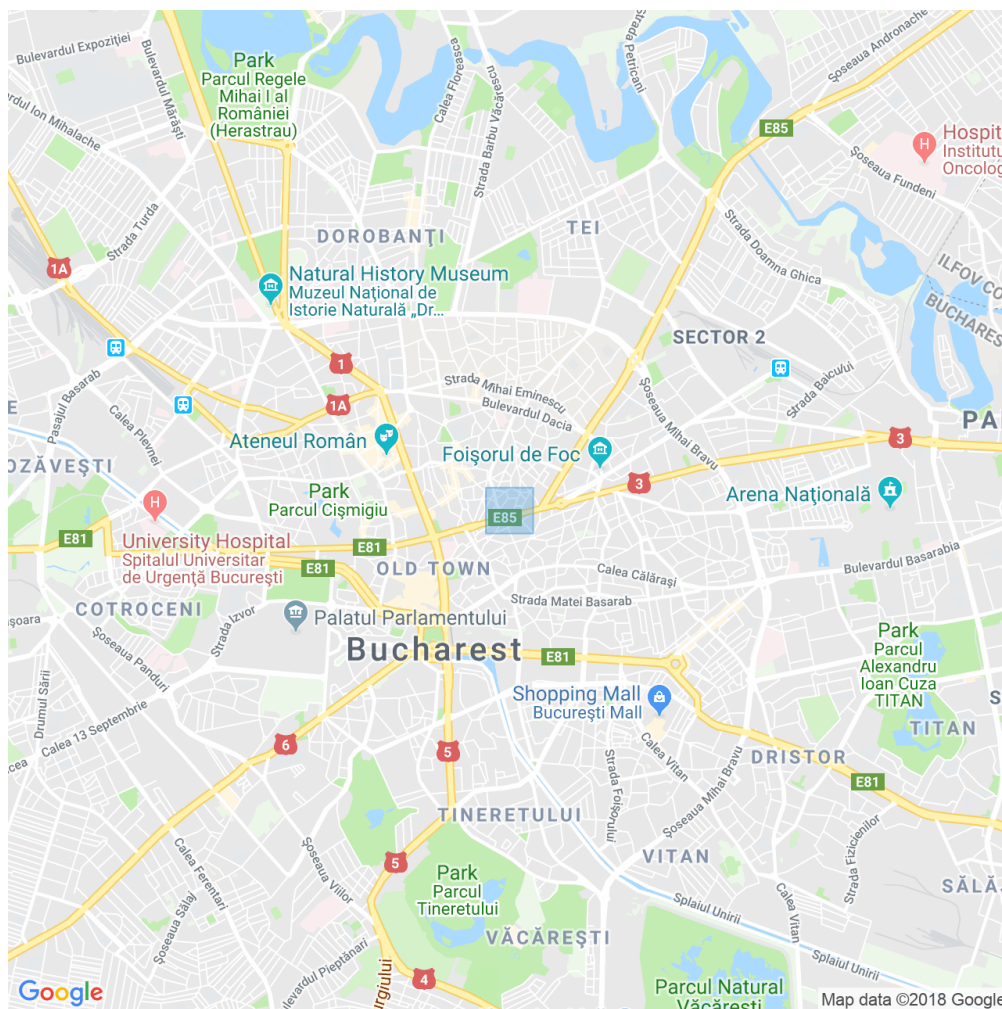 Bulevardul Expoziției
Bulevardul Mărăști
Park
Parcul Regele
Mihai I al
României
(Herastrau)
Calea Floreasca
Strada Barbu Văcărescu
Strada Petricani
Șoseaua Andronache
E85
Hospit
Institutu
Oncolog
Șoseaua Fundeni
Bulevardul Ion Mihalache
Strada Turda
DOROBANȚI
TEI
Strada Doamna Ghica
ILFOV CO
BUCHARES
1A
Natural History Museum
Muzeul Național de
Istorie Naturală „Dr...
SECTOR 2
1
Pasajul Basarab
Calea Plevnei
1A
Strada Mihai Eminescu
Bulevardul Dacia
Șoseaua Mihai Bravu
Strada Baicului
PA
3
Ateneul Român
Foișorul de Foc
OZĂVEȘTI
Park
Parcul Cișmigiu
3
Arena Națională
E85
University Hospital
Spitalul Universitar
de Urgență București
E81
E81
E81
OLD TOWN
Calea Călărași
Bulevardul Basarabia
COTROCENI
Strada Izvor
Strada Matei Basarab
Palatul Parlamentului
Bucharest
E81
Șoseaua Panduri
Park
Parcul
Alexandru
Ioan Cuza
TITAN
Drumul Sării
Calea 13 Septembrie
Shopping Mall
București Mall
TITAN
6
5
Calea Vitan
DRISTOR
E81
Strada Foișorului
Șoseaua Mihai Bravu
TINERETULUI
VITAN
Strada Fizicienilor
Calea Ferentari
Șoseaua Viilor
5
Park
Parcul
Tineretului
SĂLĂJ
Șoseaua Sălaj
Splaiul Unirii
Calea Vitan
VĂCĂREȘTI
Bulevardul Pieptănari
Splaiul Unirii
4
Parcul Natural
Văcărești
Google
Map data ©2018 Google